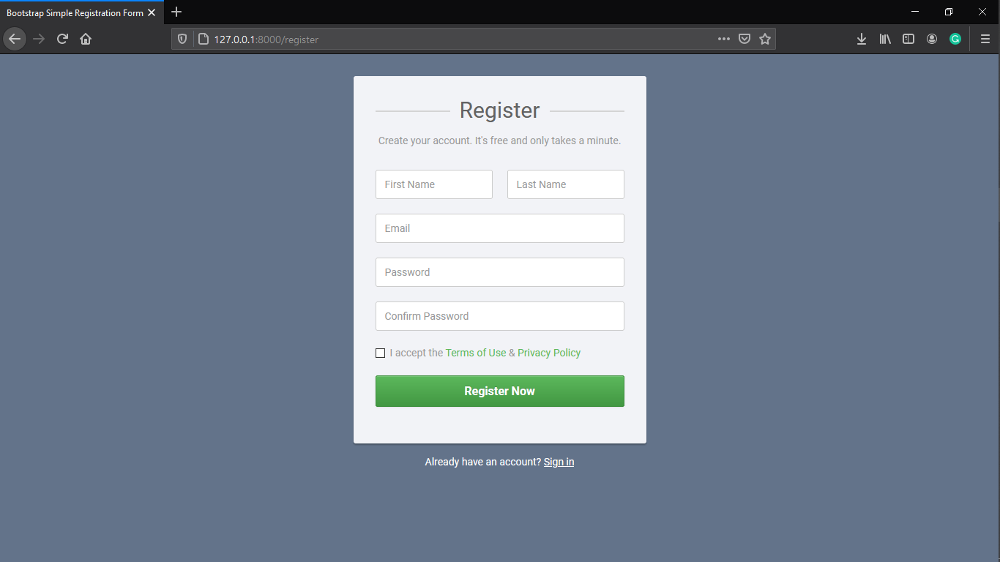 Bootstrap Simple Registration Form
127.0.0.1:8000/register
Register
Create your account. It's free and only takes a minute.
First Name Last Name
Email
Password
Confirm Password
I accept the Terms of Use & Privacy Policy
Register Now
Already have an account? Sign in